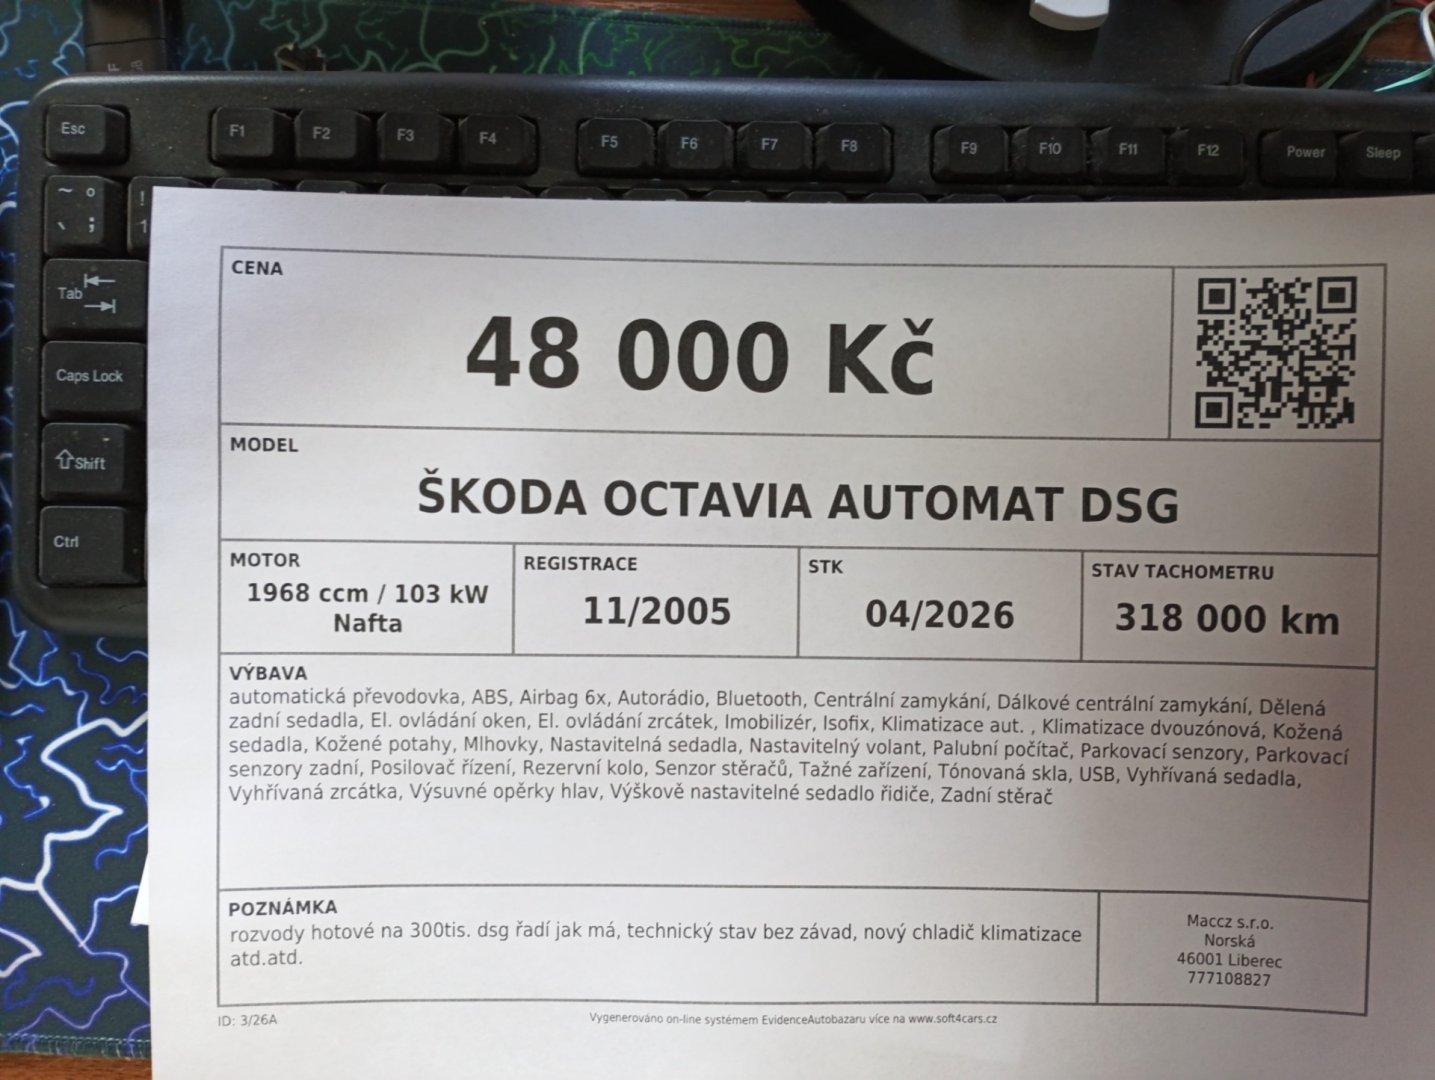 Esc
F1 F2 F3 F4 F5 F6 F7 F8 F9 F10 F11 F12 Power Sleep
~ °
! 
` ;
1
Tab
Caps Lock
Shift
Ctrl
CENA
48 000 Kč
MODEL
ŠKODA OCTAVIA AUTOMAT DSG
MOTOR
1968 ccm / 103 kW
Nafta
REGISTRACE
11/2005
STK
04/2026
STAV TACHOMETRU
318 000 km
VÝBAVA
automatická převodovka, ABS, Airbag 6x, Autorádio, Bluetooth, Centrální zamykání, Dálkové centrální zamykání, Dělená
zadní sedadla, El. ovládání oken, El. ovládání zrcátek, Imobilizér, Isofix, Klimatizace aut. , Klimatizace dvouzónová, Kožená
sedadla, Kožené potahy, Mlhovky, Nastavitelná sedadla, Nastavitelný volant, Palubní počítač, Parkovací senzory, Parkovací
senzory zadní, Posilovač řízení, Rezervní kolo, Senzor stěračů, Tažné zařízení, Tónovaná skla, USB, Vyhřívaná sedadla,
Vyhřívaná zrcátka, Výsuvné opěrky hlav, Výškově nastavitelné sedadlo řidiče, Zadní stěrač
POZNÁMKA
rozvody hotové na 300tis. dsg řadí jak má, technický stav bez závad, nový chladič klimatizace
atd.atd.
Maccz s.r.o.
Norská
46001 Liberec
777108827
ID: 3/26A
Vygenerováno on-line systémem EvidenceAutobazaru více na www.soft4cars.cz